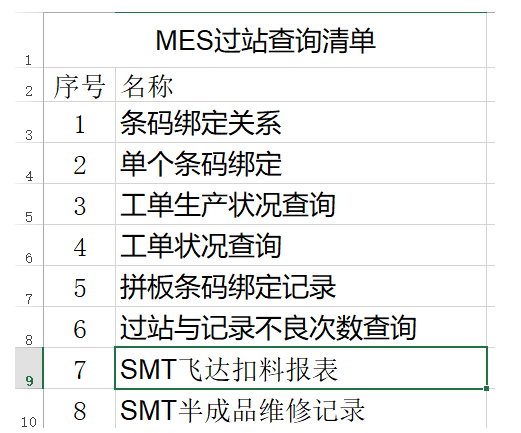 1 MES过站查询清单
2 序号 名称
3 1 条码绑定关系
4 2 单个条码绑定
5 3 工单生产状况查询
6 4 工单状况查询
7 5 拼板条码绑定记录
8 6 过站与记录不良次数查询
9 7 SMT飞达扣料报表
10 8 SMT半成品维修记录